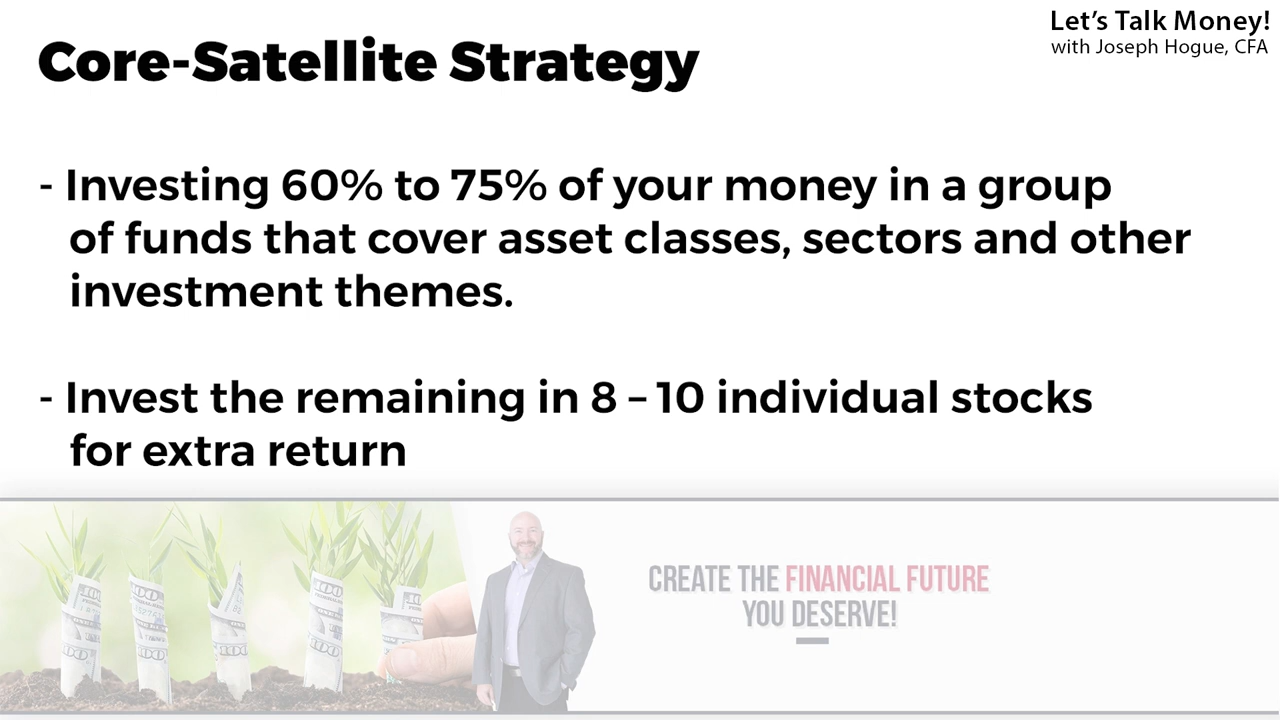 Let's Talk Money!
with Joseph Hogue, CFA
Core-Satellite Strategy
- Investing 60% to 75% of your money in a group
of funds that cover asset classes, sectors and other
investment themes.
- Invest the remaining in 8 – 10 individual stocks
for extra return
CREATE THE FINANCIAL FUTURE
YOU DESERVE!